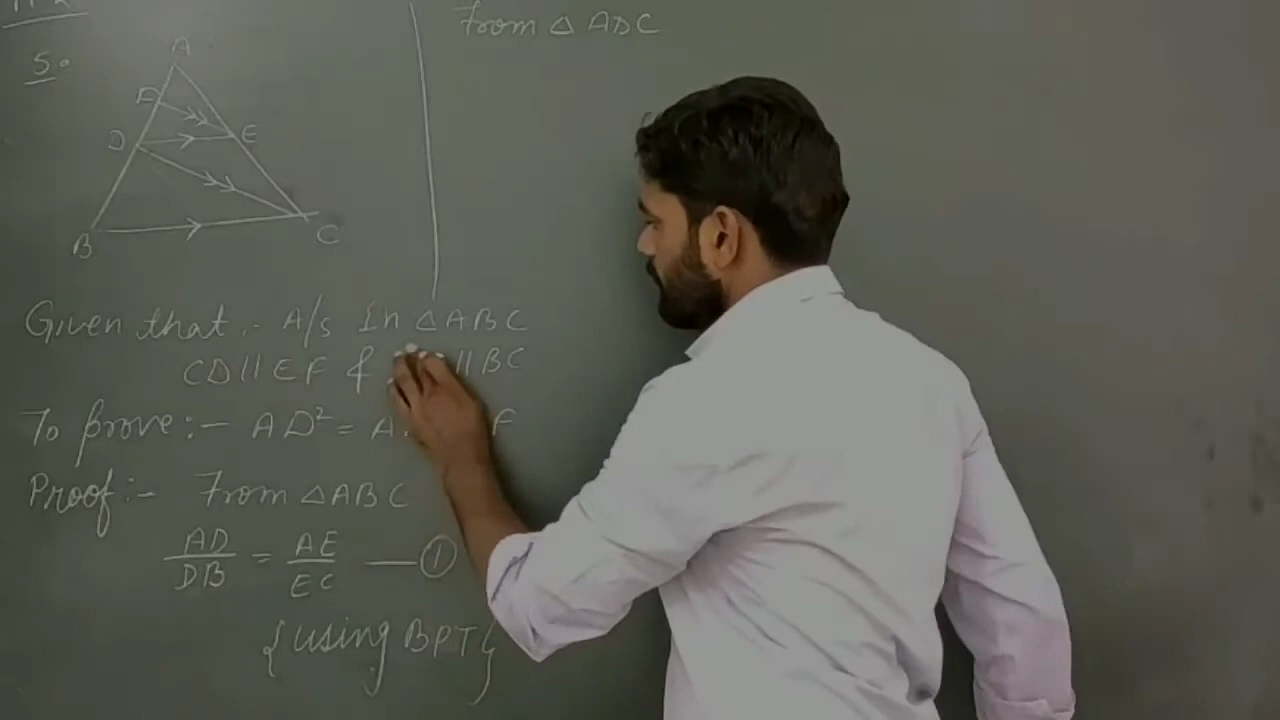 5.
A
F
D E
B C
Given that :- A/s In △ABC
CD||EF & ||BC
To prove :- AD² = A F
Proof :- From △ABC
AD/DB = AE/EC —①
{using BPT}
From △ADC